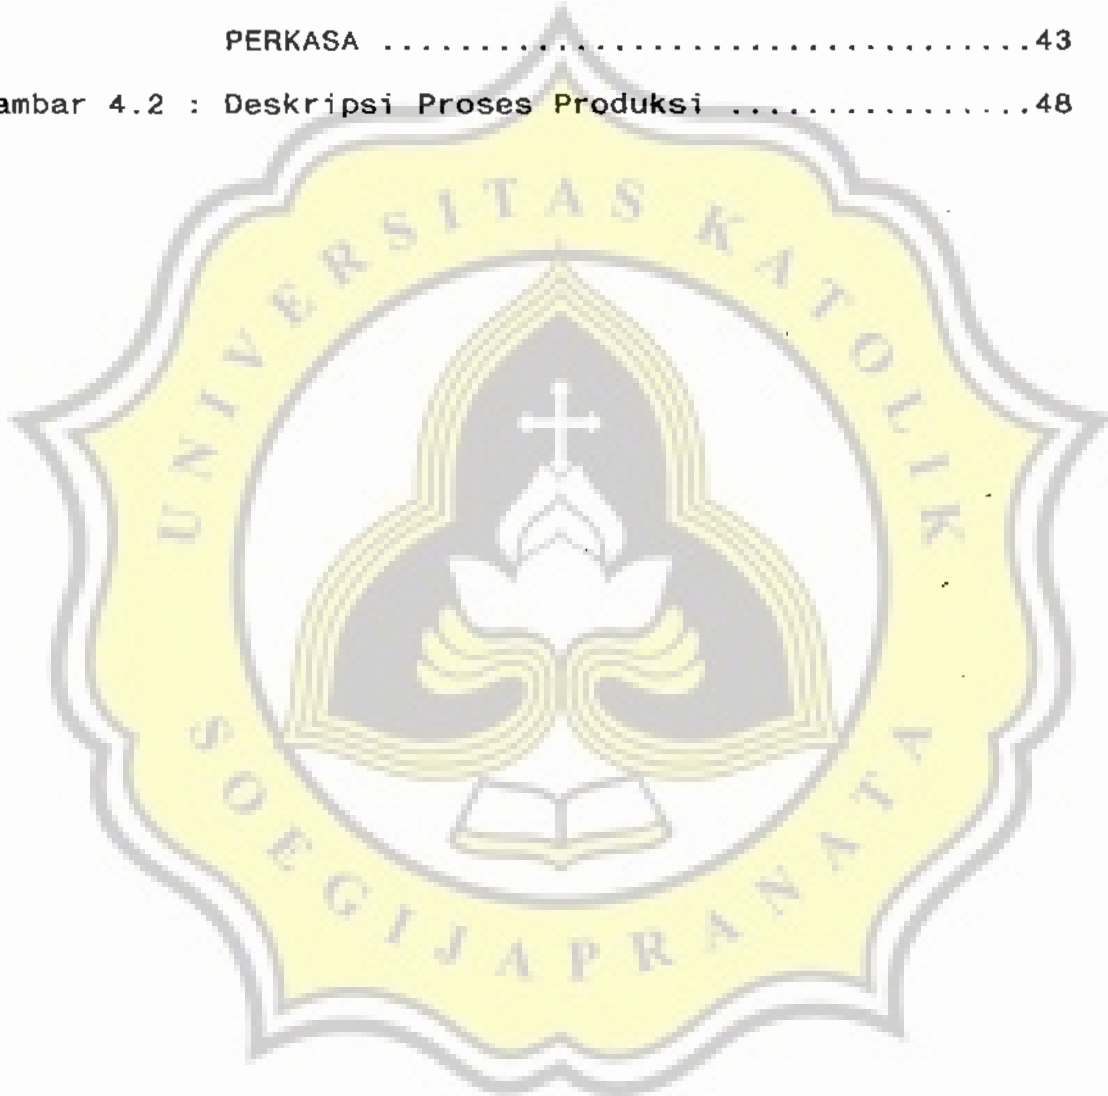 PERKASA ..................................43
ambar 4.2 : Deskripsi Proses Produksi ................48
UNIVERSITAS KATOLIK
SOEGIJAPRANATA